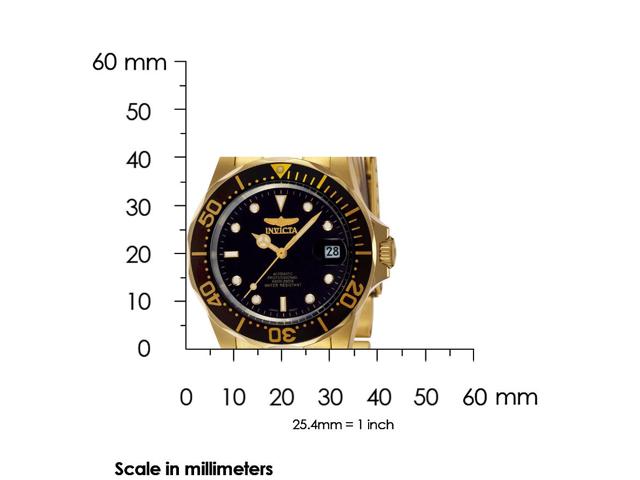 60 mm
50
40
30
20
10
0
50
INVICTA
28
AUTOMATIC
PROFESSIONAL
WATER RESISTANT
40
20
30
0 10 20 30 40 50 60 mm
25.4mm = 1 inch
Scale in millimeters